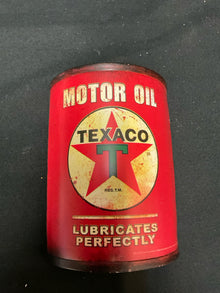 MOTOR OIL
TEXACO
T
REG. T.M.
LUBRICATES
PERFECTLY